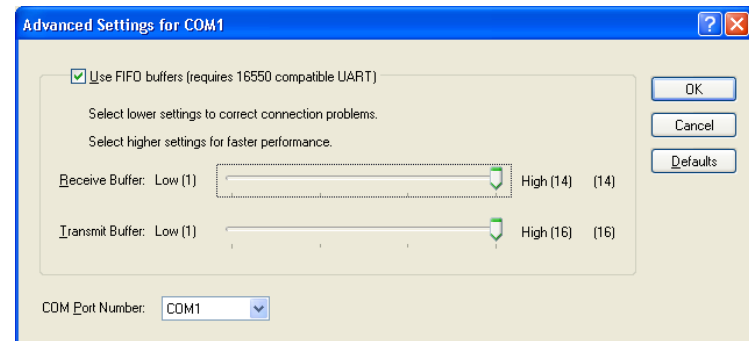 Advanced Settings for COM1
Use FIFO buffers (requires 16550 compatible UART)
OK
Select lower settings to correct connection problems.
Cancel
Select higher settings for faster performance.
Defaults
Receive Buffer: Low (1) High (14) (14)
Transmit Buffer: Low (1) High (16) (16)
COM Port Number: COM1